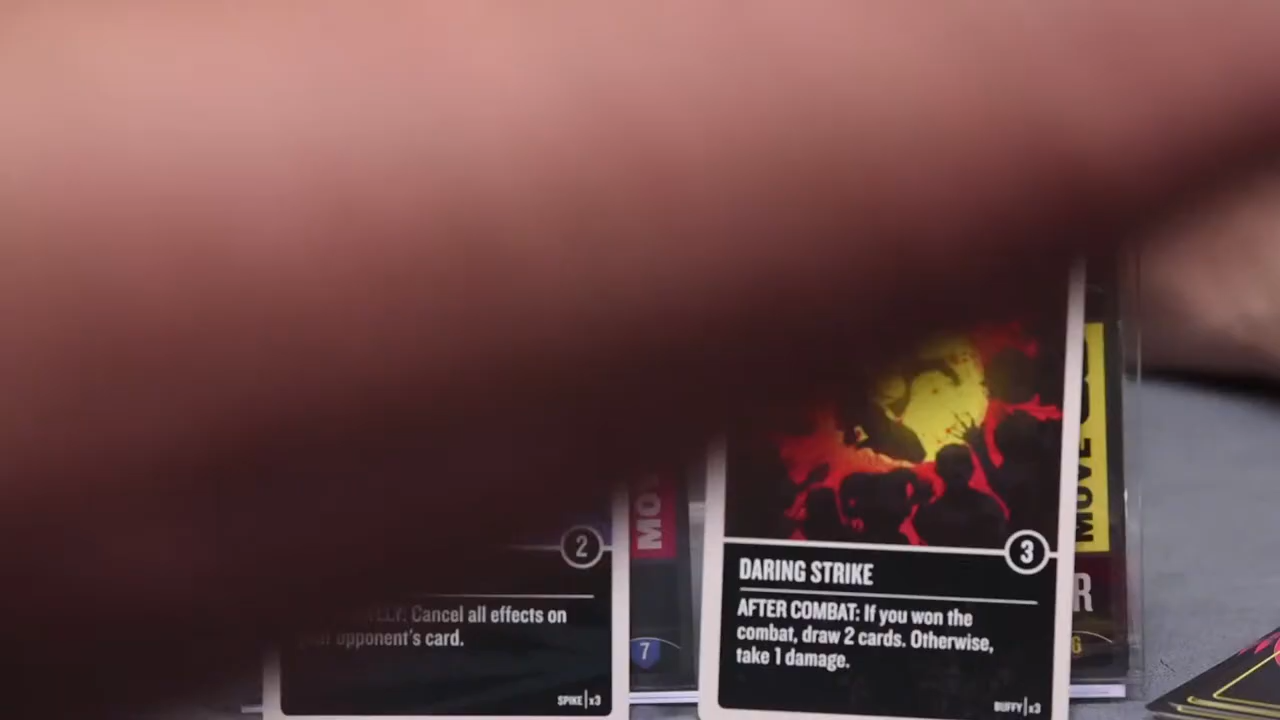 2
Cancel all effects on
opponent's card.
SPIKE|x3
7
3
DARING STRIKE
AFTER COMBAT: If you won the
combat, draw 2 cards. Otherwise,
take 1 damage.
BUFFY|x3
MOVE
R
6